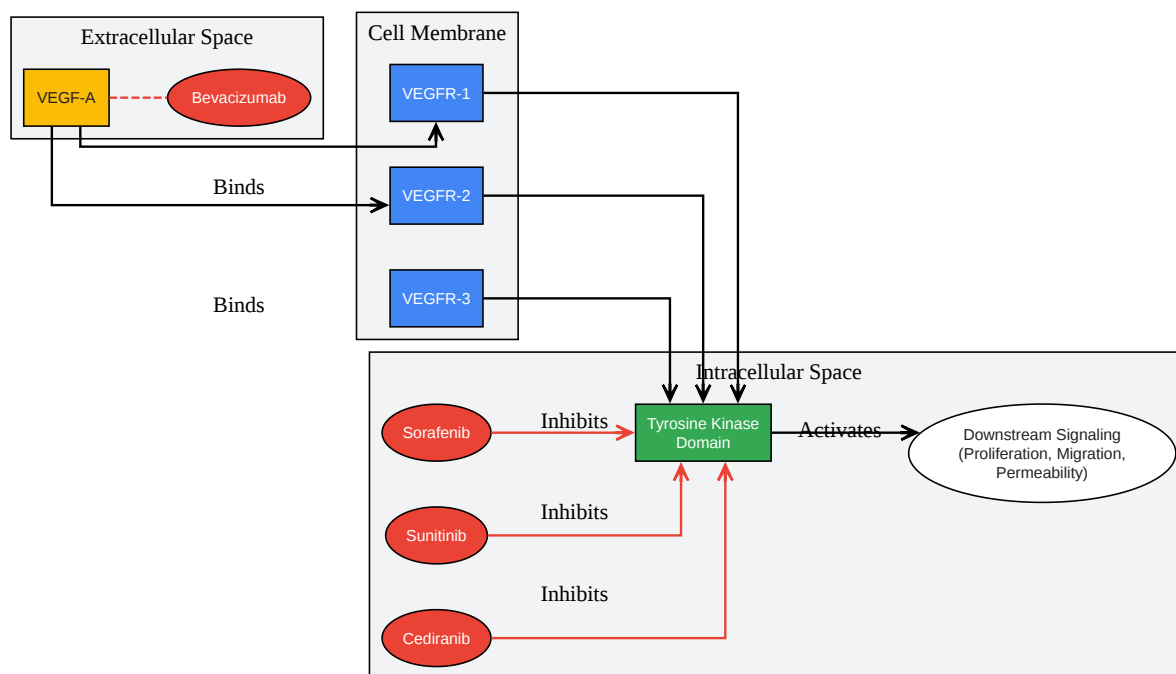 Extracellular Space
VEGF-A
Bevacizumab
Cell Membrane
VEGFR-1
Binds
VEGFR-2
Binds
VEGFR-3
Intracellular Space
Sorafenib
Inhibits
Tyrosine Kinase
Domain
Activates
Downstream Signaling
(Proliferation, Migration,
Permeability)
Sunitinib
Inhibits
Cediranib
Inhibits